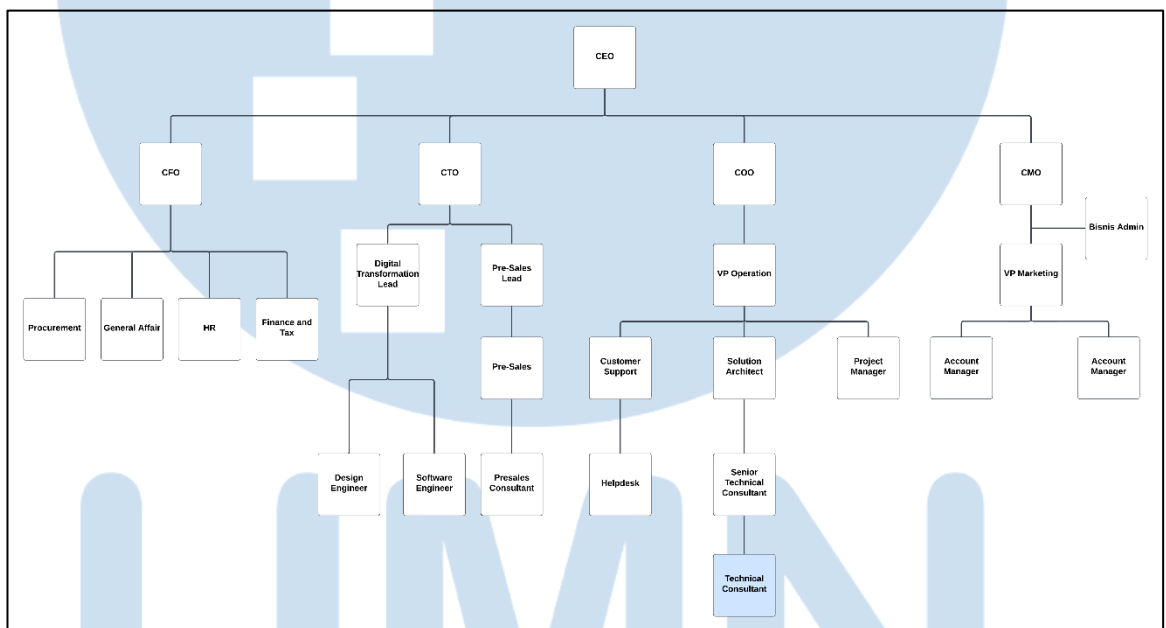 CEO
CFO
CTO
COO
CMO
Bisnis Admin
Digital
Transformation
Lead
Pre-Sales
Lead
VP Operation
VP Marketing
Procurement
General Affair
HR
Finance and
Tax
Pre-Sales
Customer
Support
Solution
Architect
Project
Manager
Account
Manager
Account
Manager
Design
Engineer
Software
Engineer
Presales
Consultant
Helpdesk
Senior
Technical
Consultant
Technical
Consultant
UMN